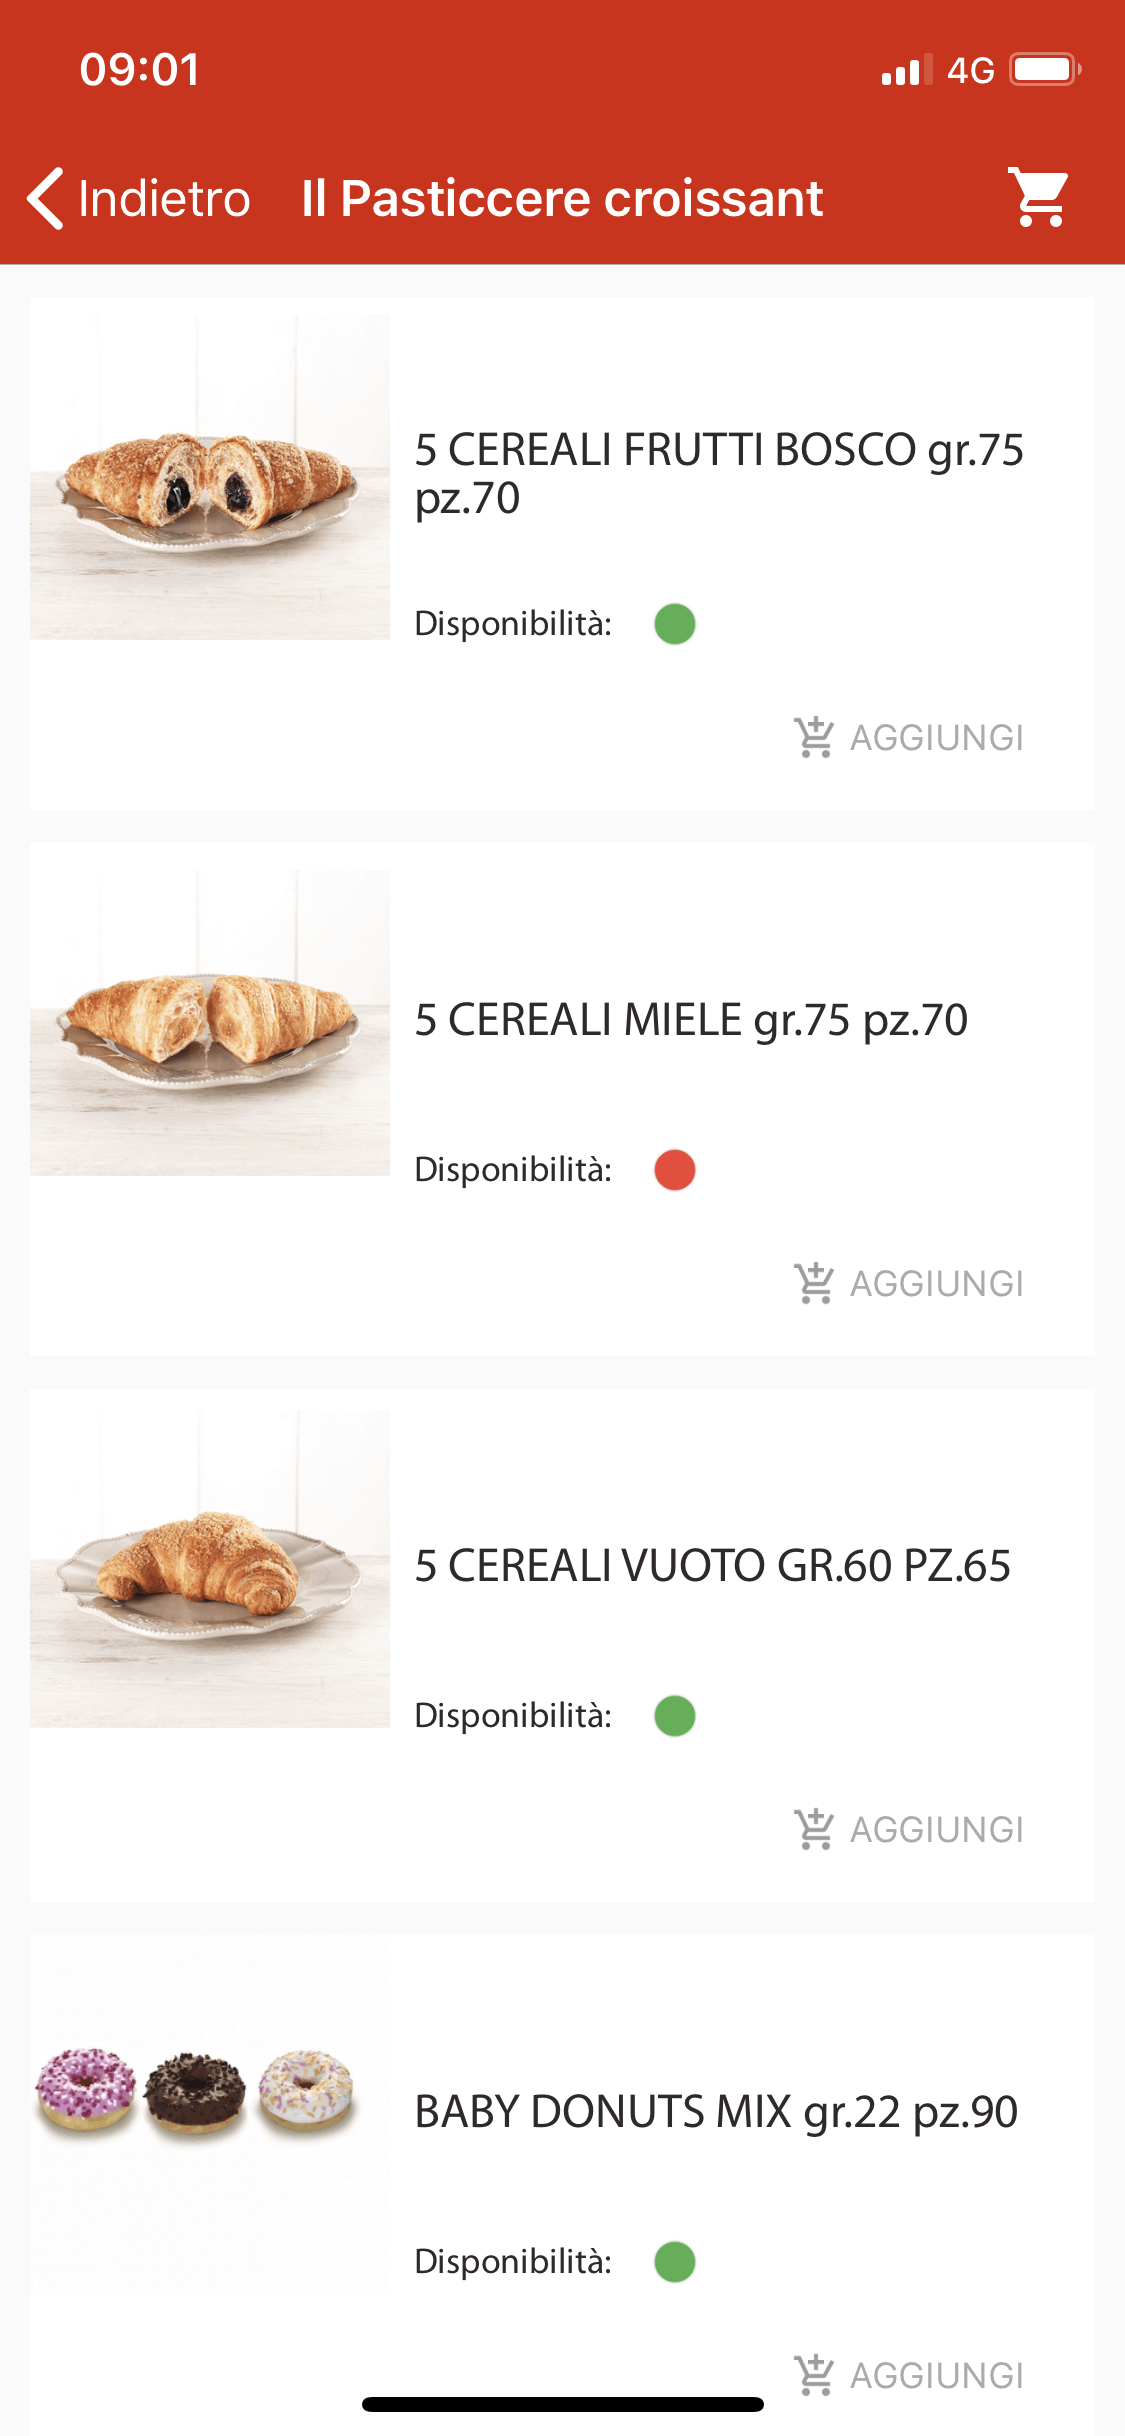 09:01
4G
Indietro
Il Pasticcere croissant
5 CEREALI FRUTTI BOSCO gr.75
pz.70
Disponibilità:
AGGIUNGI
5 CEREALI MIELE gr.75 pz.70
Disponibilità:
AGGIUNGI
5 CEREALI VUOTO GR.60 PZ.65
Disponibilità:
AGGIUNGI
BABY DONUTS MIX gr.22 pz.90
Disponibilità:
AGGIUNGI